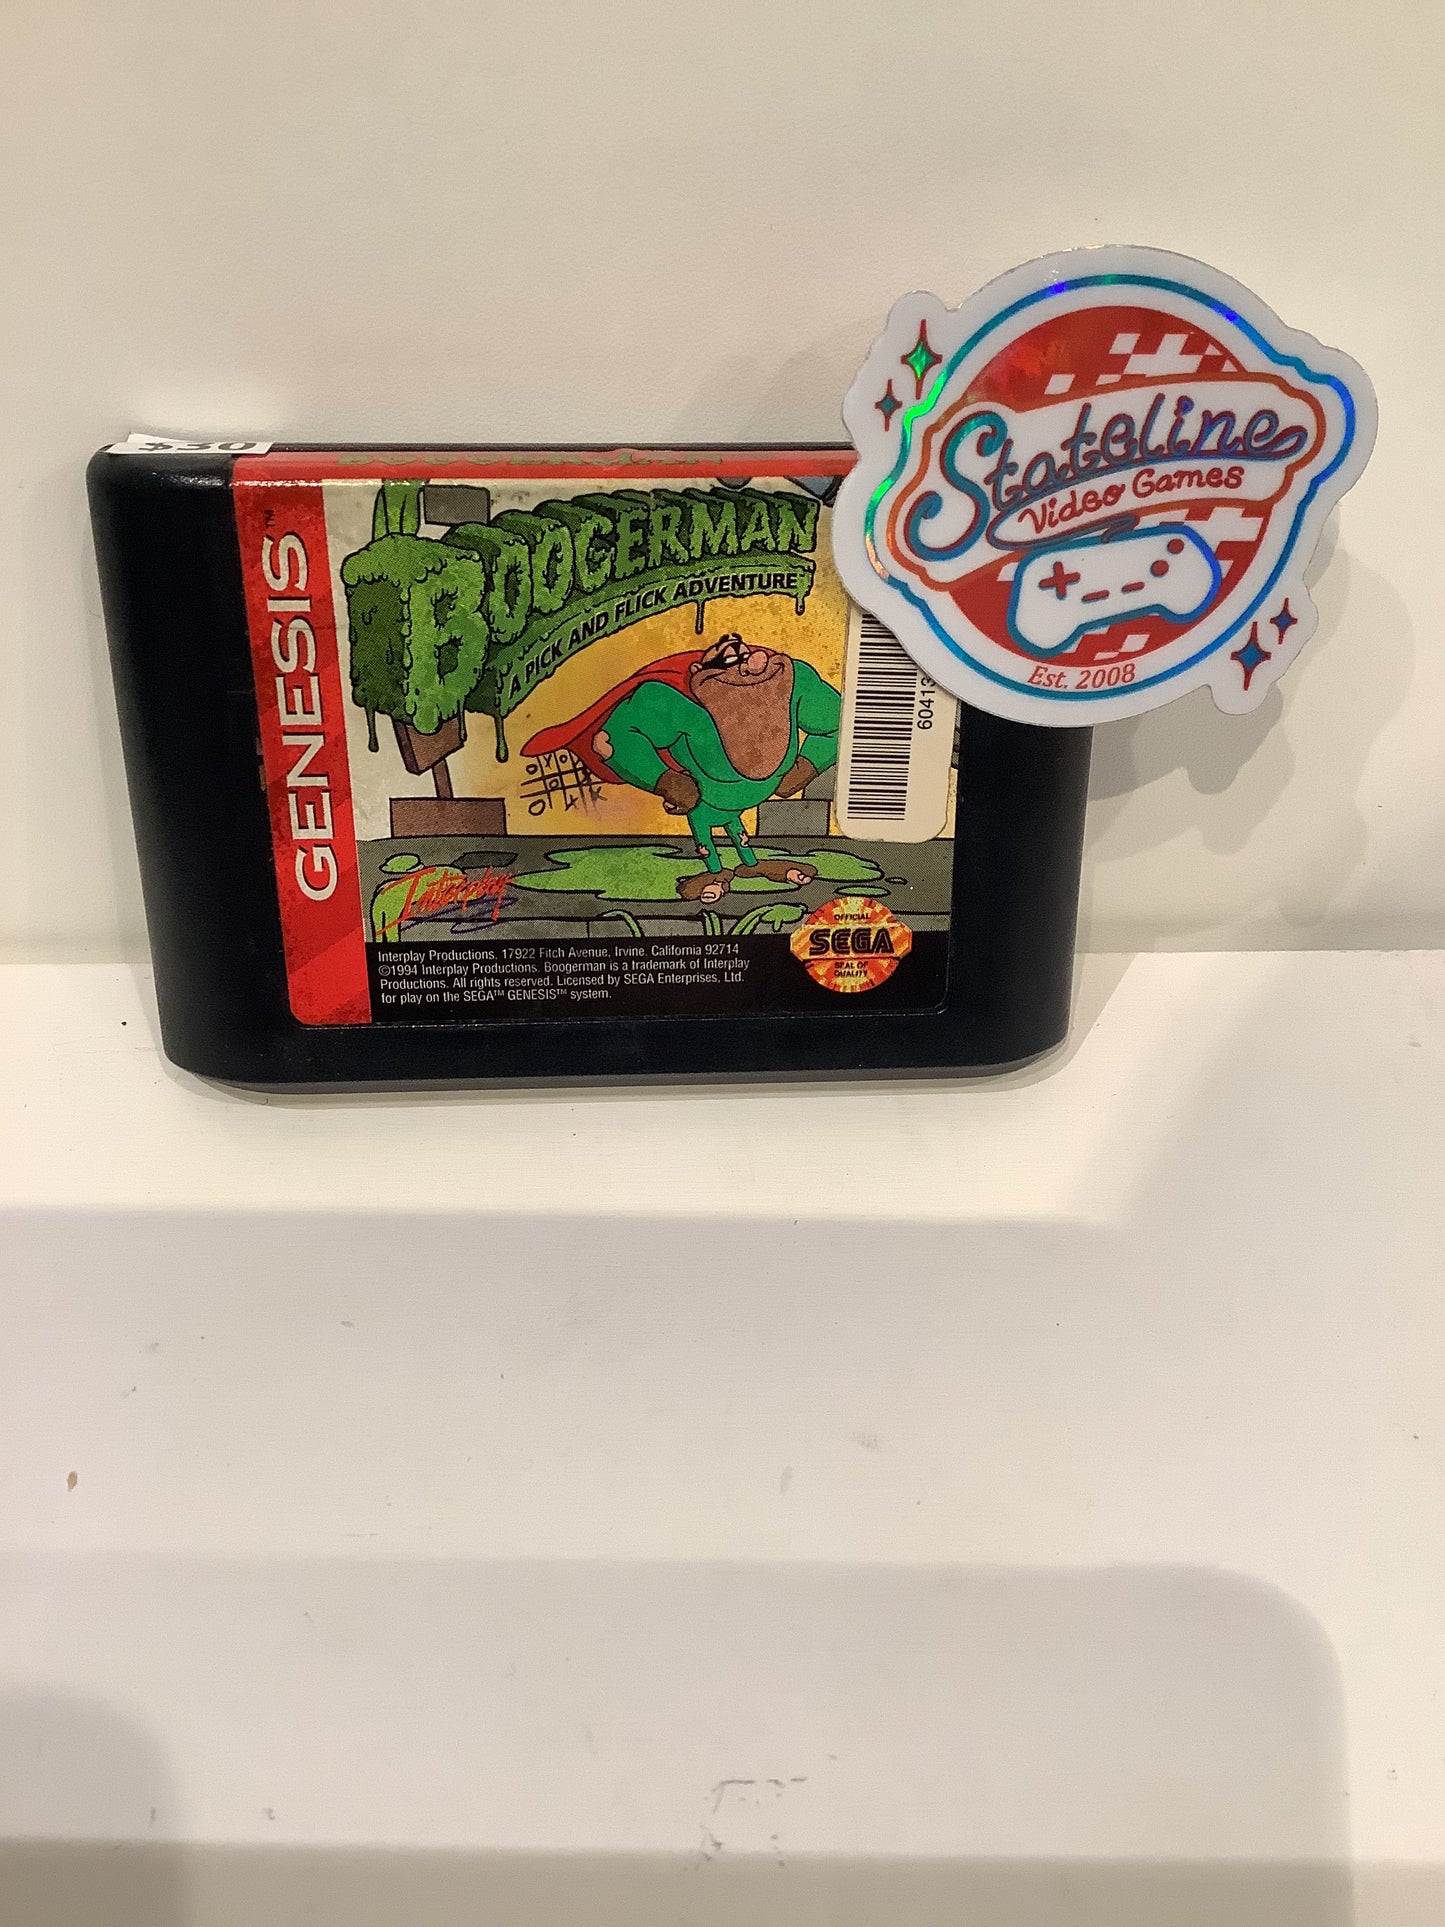 $30
BOOGERMAN
GENESIS™
BOOGERMAN
A PICK AND FLICK ADVENTURE
Interplay
Interplay Productions, 17922 Fitch Avenue, Irvine, California 92714
©1994 Interplay Productions. Boogerman is a trademark of Interplay
Productions. All rights reserved. Licensed by SEGA Enterprises, Ltd.
for play on the SEGA™ GENESIS™ system.
OFFICIAL
SEGA
SEAL OF
QUALITY
60413
Stateline
Video Games
Est. 2008